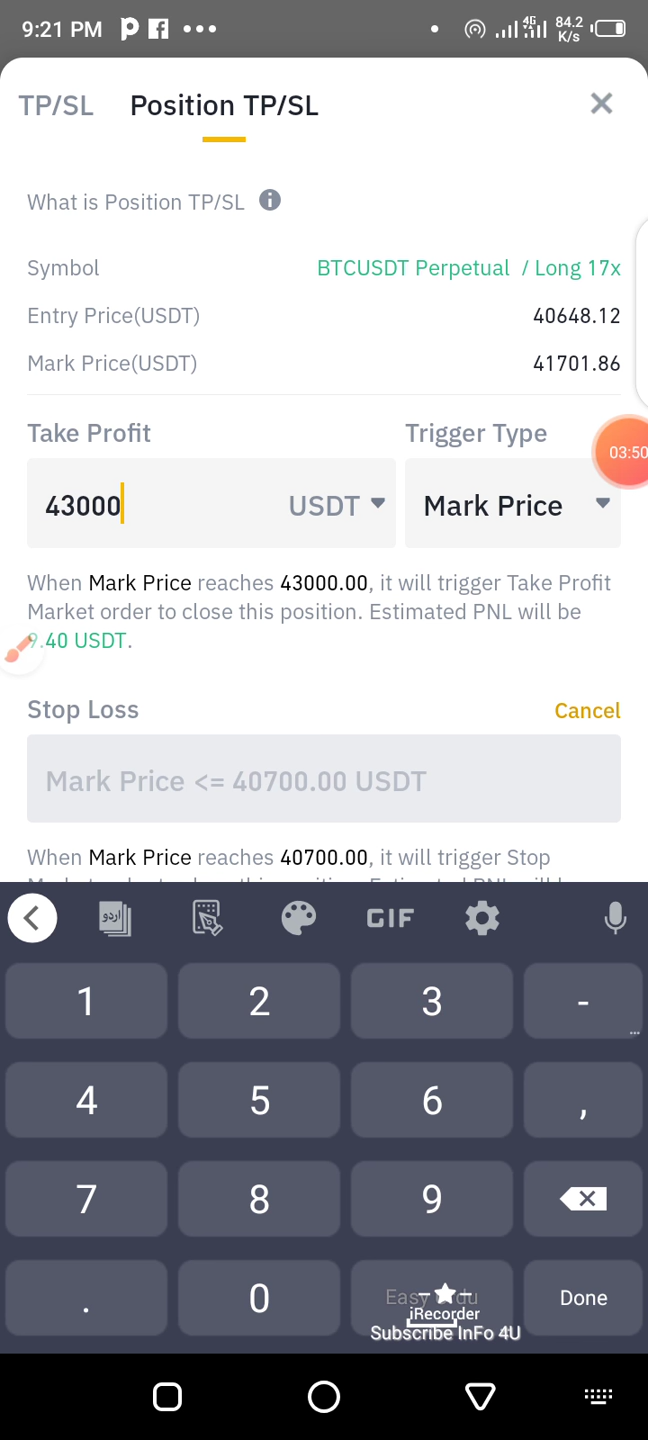 9:21 PM 4G 84.2 K/s
TP/SL Position TP/SL
What is Position TP/SL
Symbol BTCUSDT Perpetual / Long 17x
Entry Price(USDT) 40648.12
Mark Price(USDT) 41701.86
Take Profit Trigger Type
03:50
43000 USDT Mark Price
When Mark Price reaches 43000.00, it will trigger Take Profit
Market order to close this position. Estimated PNL will be
9.40 USDT.
Stop Loss Cancel
Mark Price <= 40700.00 USDT
When Mark Price reaches 40700.00, it will trigger Stop
اردو GIF
1 2 3 -
4 5 6 ,
7 8 9
. 0 Easy Urdu Done
iRecorder
Subscribe InFo 4U